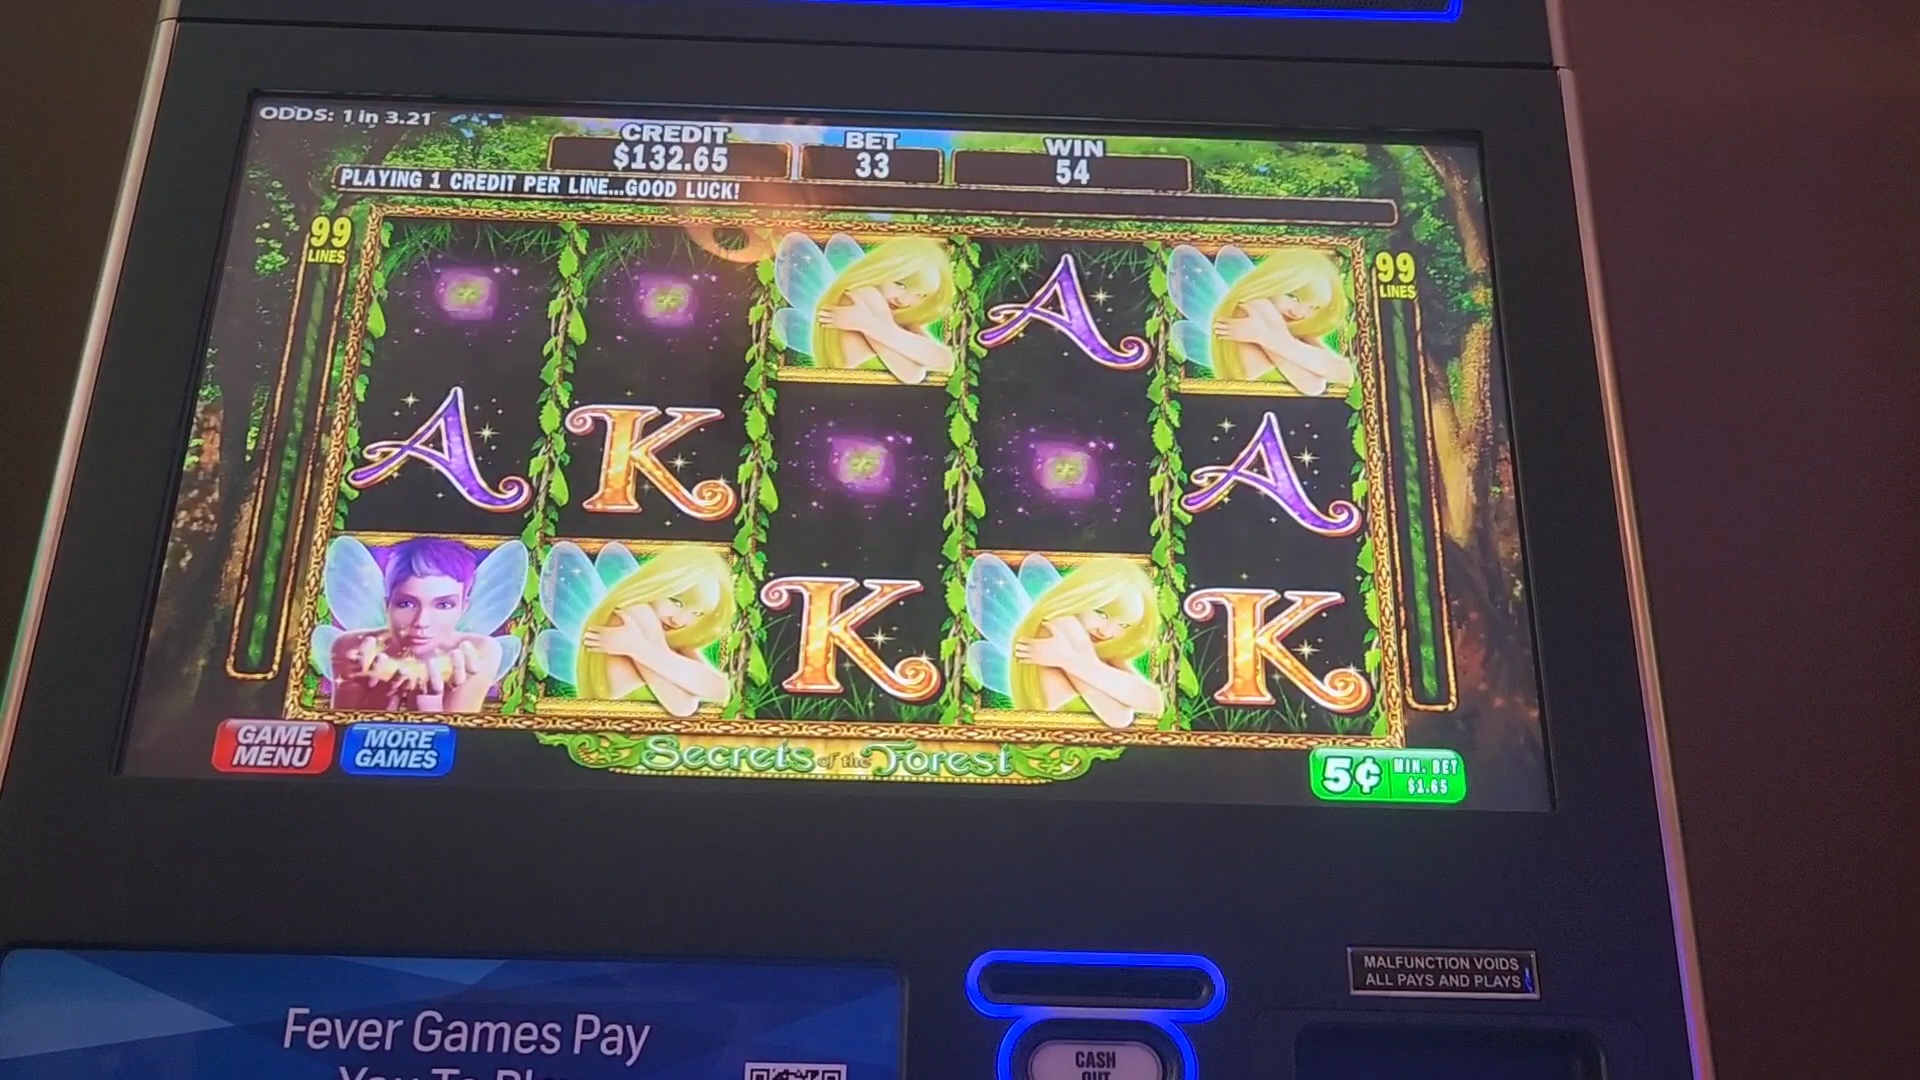 ODDS: 1 in 3.21
CREDIT
$132.65
BET
33
WIN
54
PLAYING 1 CREDIT PER LINE...GOOD LUCK!
99
LINES
99
LINES
A
A
K
A
K
K
GAME
MENU
MORE
GAMES
Secrets of the Forest
5¢
MIN. BET
$1.65
MALFUNCTION VOIDS
ALL PAYS AND PLAYS
Fever Games Pay
CASH
OUT